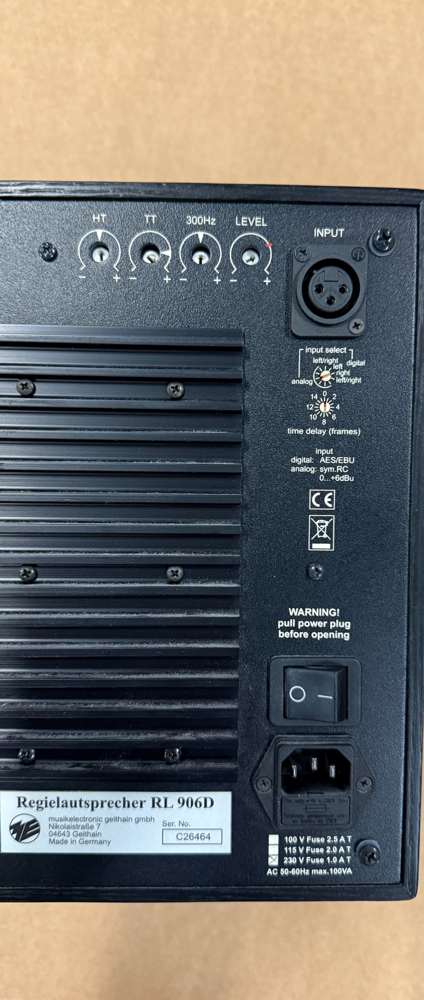 HT TT 300Hz LEVEL
INPUT
- + - + - + - +
input select
left/right digital
left
right
analog left/right
0
14 2
12 4
10 6
8
time delay (frames)
input
digital: AES/EBU
analog: sym.RC
0...+6dBu
CE
WARNING!
pull power plug
before opening
O I
Use only with a 250V fuse
Employer uniquement avec
un fusible de 250V
Regielautsprecher RL 906D
musikelectronic geithain gmbh
Nikolaistraße 7
04643 Geithain
Made in Germany
Ser. No.
C26464
100 V Fuse 2.5 A T
115 V Fuse 2.0 A T
230 V Fuse 1.0 A T
AC 50-60Hz max.100VA